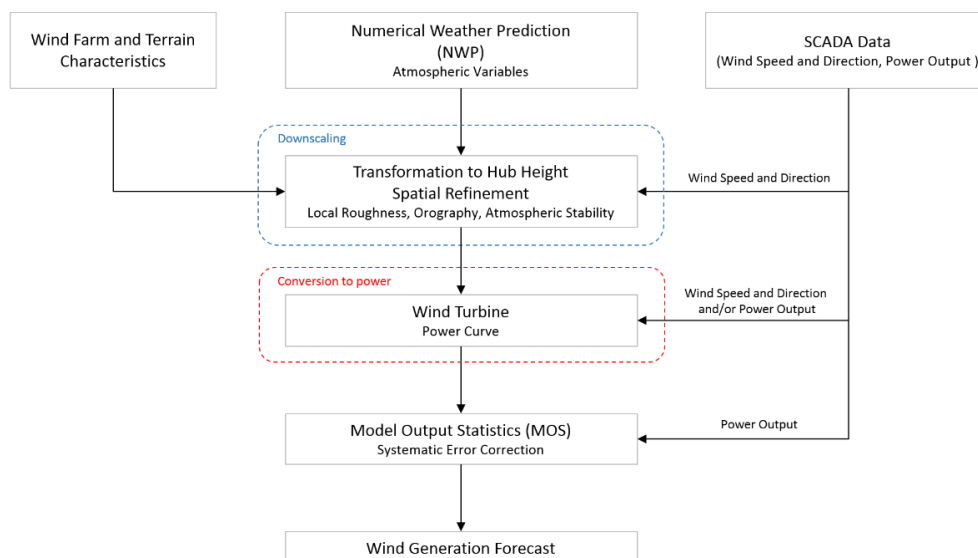 Wind Farm and Terrain
Characteristics
Numerical Weather Prediction
(NWP)
Atmospheric Variables
SCADA Data
(Wind Speed and Direction, Power Output )
Downscaling
Transformation to Hub Height
Spatial Refinement
Local Roughness, Orography, Atmospheric Stability
Wind Speed and Direction
Conversion to power
Wind Turbine
Power Curve
Wind Speed and Direction
and/or Power Output
Model Output Statistics (MOS)
Systematic Error Correction
Power Output
Wind Generation Forecast